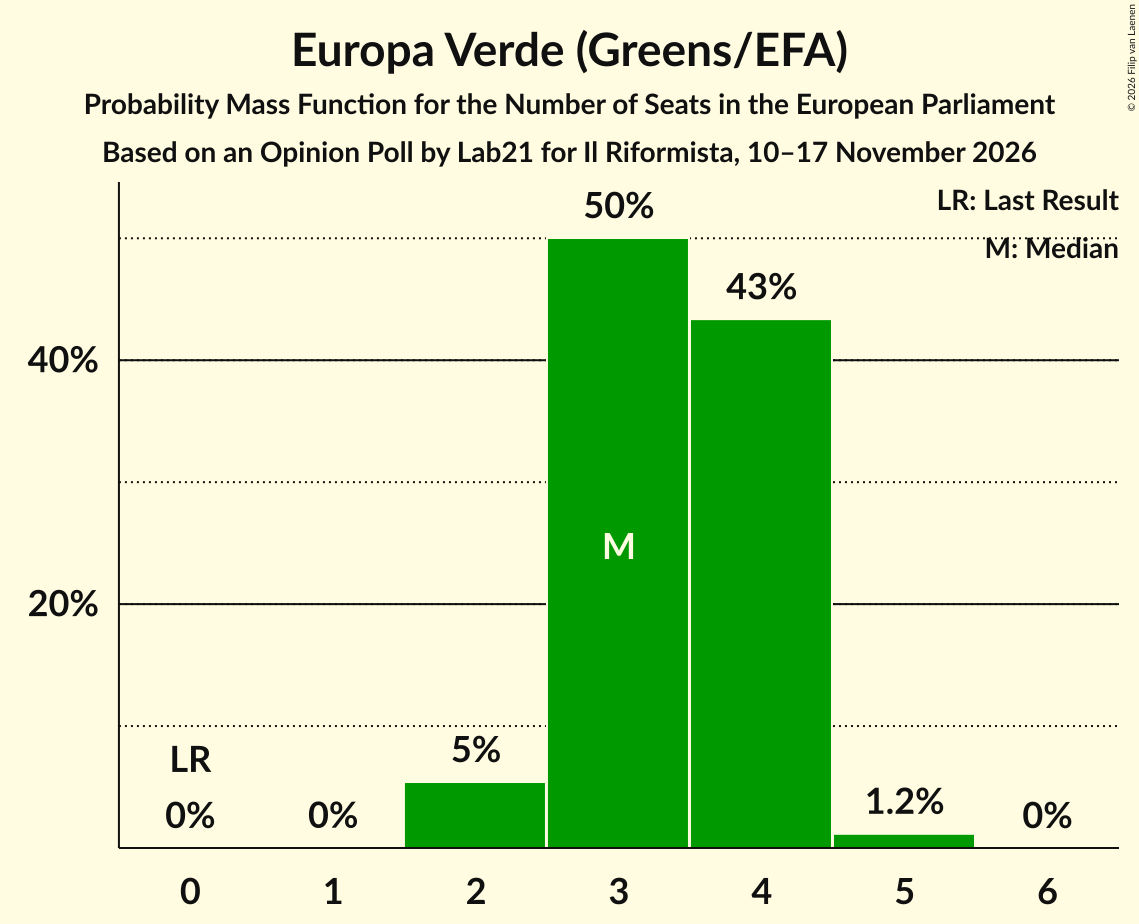 Europa Verde (Greens/EFA)
Probability Mass Function for the Number of Seats in the European Parliament
Based on an Opinion Poll by Lab21 for Il Riformista, 10–17 November 2026
© 2026 Filip van Laenen
LR: Last Result
M: Median
50%
43%
40%
M
20%
5%
LR
1.2%
0%
0%
0%
0
1
2
3
4
5
6